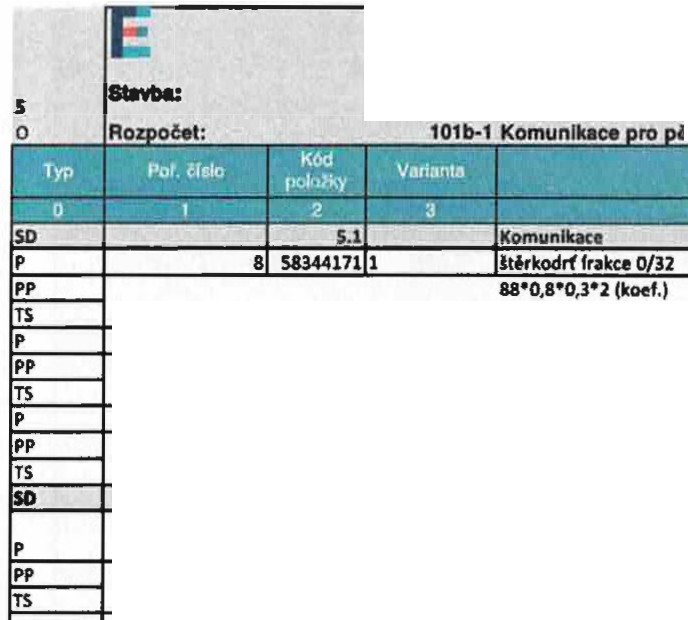 Stavba:
5
O Rozpočet: 101b-1 Komunikace pro pě
Typ Poř. číslo Kód položky Varianta
0 1 2 3
SD 5.1 Komunikace
P 8 58344171 1 štěrkodrť frakce 0/32
PP 88*0,8*0,3*2 (koef.)
TS
P
PP
TS
P
PP
TS
SD
P
PP
TS